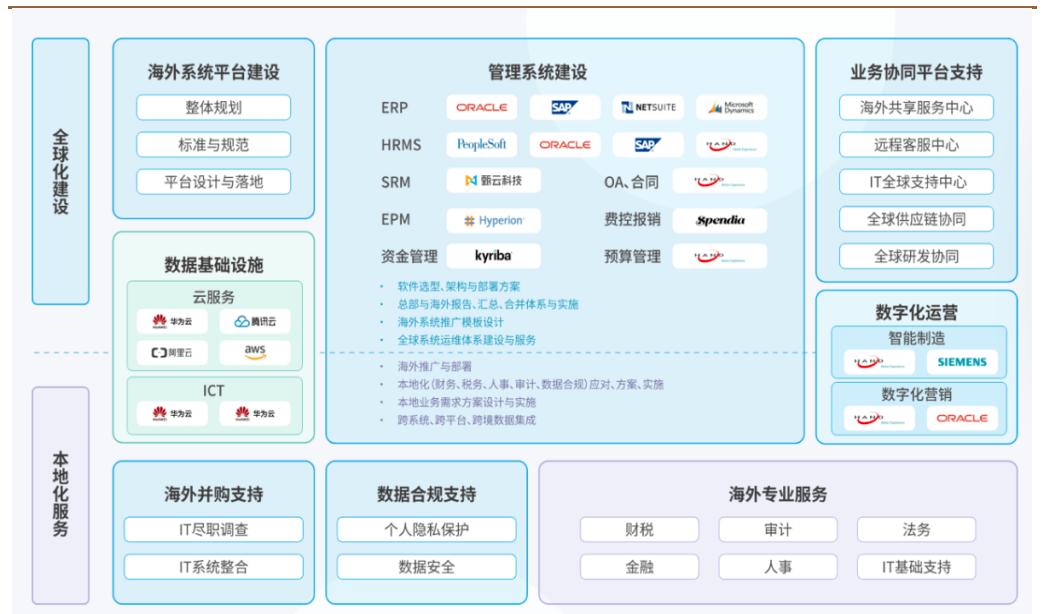 全球化建设
海外系统平台建设
整体规划
标准与规范
平台设计与落地
数据基础设施
云服务
华为云
腾讯云
阿里云
aws
ICT
华为云
华为云
管理系统建设
ERP
ORACLE
SAP
NETSUITE
Microsoft Dynamics
HRMS
PeopleSoft
ORACLE
SAP
HAND
SRM
甄云科技
OA、合同
HAND
EPM
Hyperion
费控报销
Spendia
资金管理
kyriba
预算管理
HAND
• 软件选型、架构与部署方案
• 总部与海外报告、汇总、合并体系与实施
• 海外系统推广模板设计
• 全球系统运维体系建设与服务
• 海外推广与部署
• 本地化(财务、税务、人事、审计、数据合规)应对、方案、实施
• 本地业务需求方案设计与实施
• 跨系统、跨平台、跨境数据集成
业务协同平台支持
海外共享服务中心
远程客服中心
IT全球支持中心
全球供应链协同
全球研发协同
数字化运营
智能制造
HAND
SIEMENS
数字化营销
HAND
ORACLE
本地化服务
海外并购支持
IT尽职调查
IT系统整合
数据合规支持
个人隐私保护
数据安全
海外专业服务
财税
审计
法务
金融
人事
IT基础支持